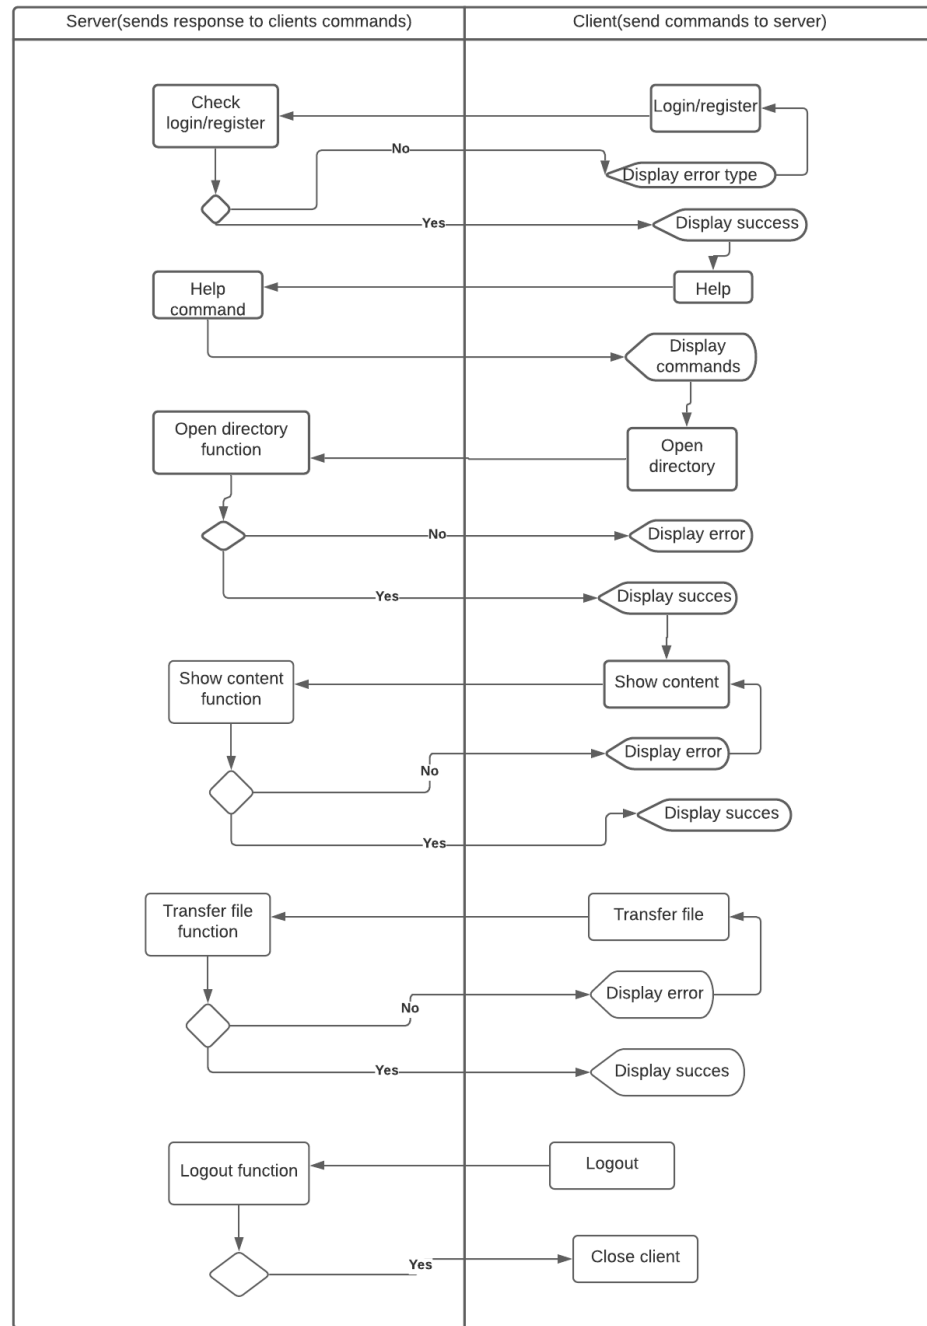 Server(sends response to clients commands)
Client(send commands to server)
Check
login/register
Login/register
No
Display error type
Yes
Display success
Help
command
Help
Display
commands
Open directory
function
Open
directory
No
Display error
Yes
Display succes
Show content
function
Show content
No
Display error
Yes
Display succes
Transfer file
function
Transfer file
No
Display error
Yes
Display succes
Logout function
Logout
Yes
Close client